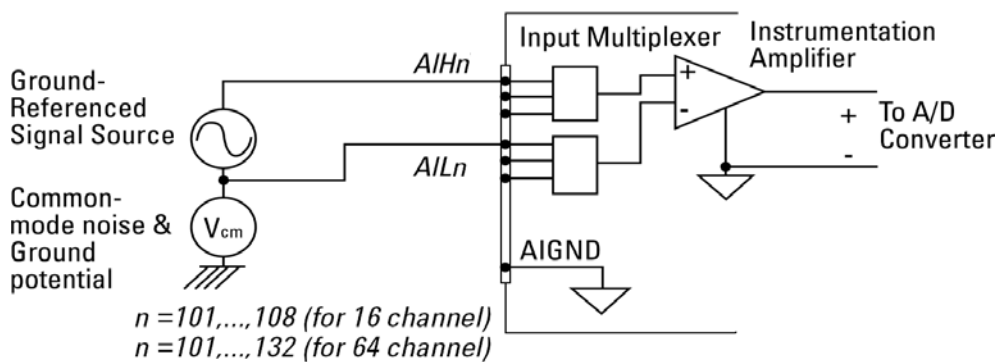 Input Multiplexer
Instrumentation
Amplifier
AIHn
Ground-
Referenced
Signal Source
+
-
+
-
To A/D
Converter
AILn
Common-
mode noise &
Ground
potential
Vcm
AIGND
n =101,...,108 (for 16 channel)
n =101,...,132 (for 64 channel)